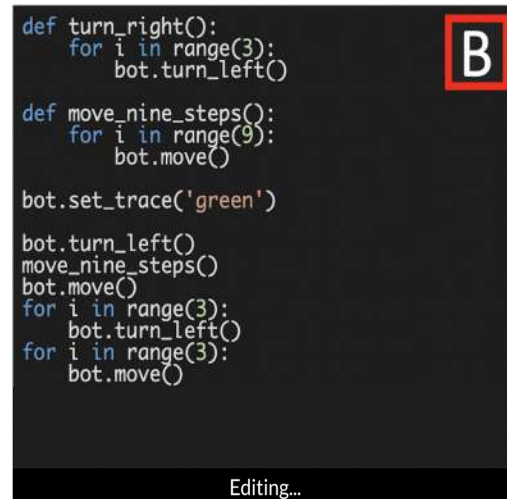 def turn_right():
    for i in range(3):
        bot.turn_left()
B
def move_nine_steps():
    for i in range(9):
        bot.move()

bot.set_trace('green')

bot.turn_left()
move_nine_steps()
bot.move()
for i in range(3):
    bot.turn_left()
for i in range(3):
    bot.move()
Editing...